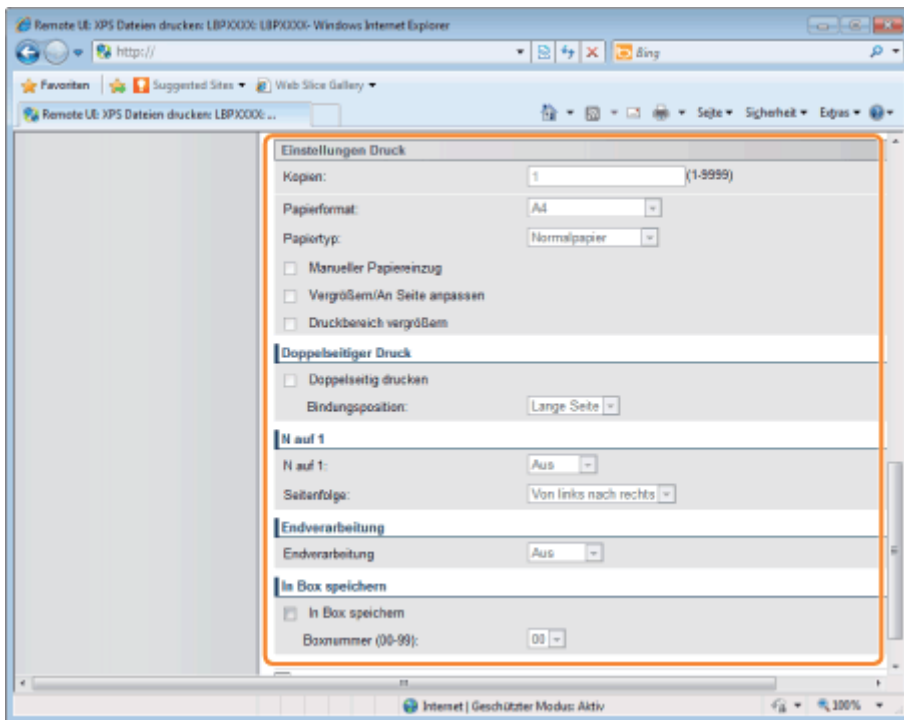 Remote UI: XPS Dateien drucken: LBPXXXX: LBPXXXX- Windows Internet Explorer
http://
Bing
Favoriten Suggested Sites Web Slice Gallery
Remote UI: XPS Dateien drucken: LBPXXXX: ...
Seite Sicherheit Extras
Einstellungen Druck
Kopien: 1 (1-9999)
Papierformat: A4
Papiertyp: Normalpapier
Manueller Papiereinzug
Vergrößern/An Seite anpassen
Druckbereich vergrößern
Doppelseitiger Druck
Doppelseitig drucken
Bindungsposition: Lange Seite
N auf 1
N auf 1: Aus
Seitenfolge: Von links nach rechts
Endverarbeitung
Endverarbeitung Aus
In Box speichern
In Box speichern
Boxnummer (00-99): 00
Internet | Geschützter Modus: Aktiv 100%